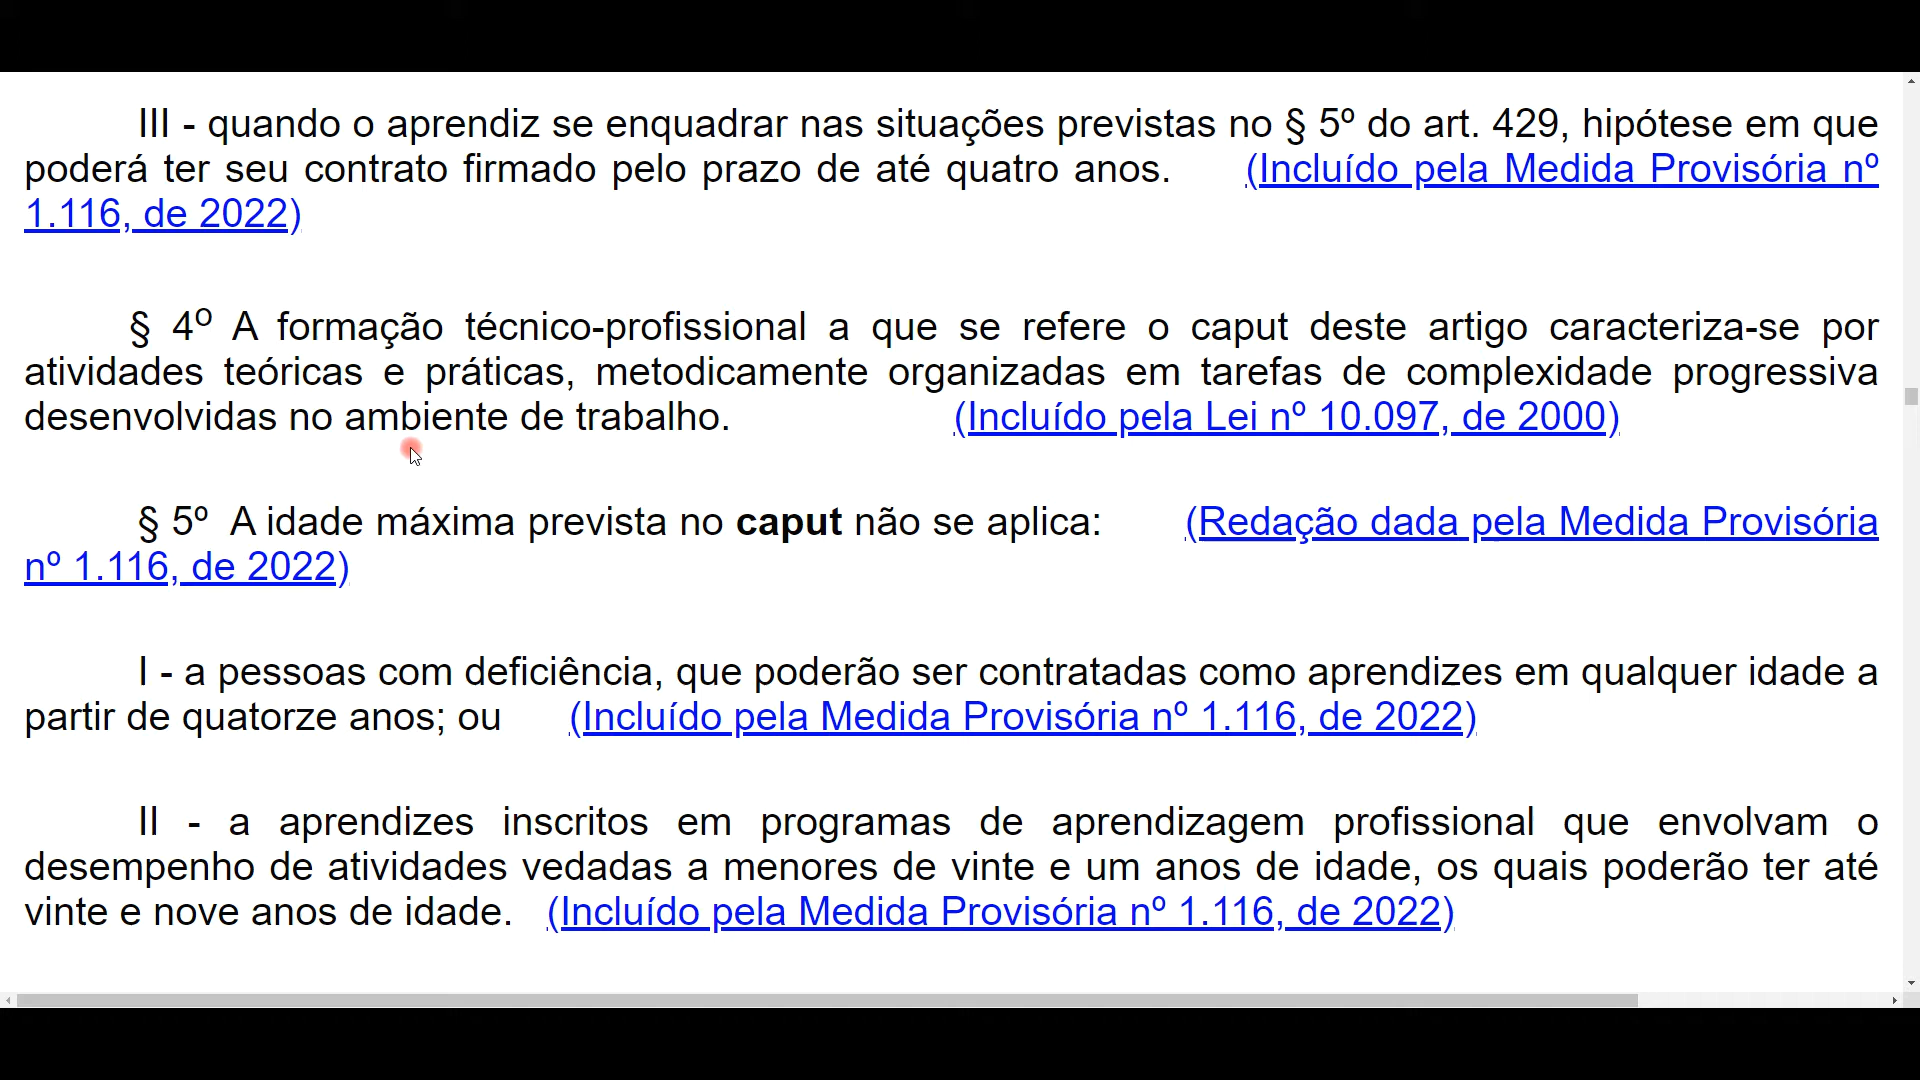 III - quando o aprendiz se enquadrar nas situações previstas no § 5º do art. 429, hipótese em que
poderá ter seu contrato firmado pelo prazo de até quatro anos. (Incluído pela Medida Provisória nº
1.116, de 2022)
§ 4º A formação técnico-profissional a que se refere o caput deste artigo caracteriza-se por
atividades teóricas e práticas, metodicamente organizadas em tarefas de complexidade progressiva
desenvolvidas no ambiente de trabalho. (Incluído pela Lei nº 10.097, de 2000)
§ 5º A idade máxima prevista no caput não se aplica: (Redação dada pela Medida Provisória
nº 1.116, de 2022)
I - a pessoas com deficiência, que poderão ser contratadas como aprendizes em qualquer idade a
partir de quatorze anos; ou (Incluído pela Medida Provisória nº 1.116, de 2022)
II - a aprendizes inscritos em programas de aprendizagem profissional que envolvam o
desempenho de atividades vedadas a menores de vinte e um anos de idade, os quais poderão ter até
vinte e nove anos de idade. (Incluído pela Medida Provisória nº 1.116, de 2022)